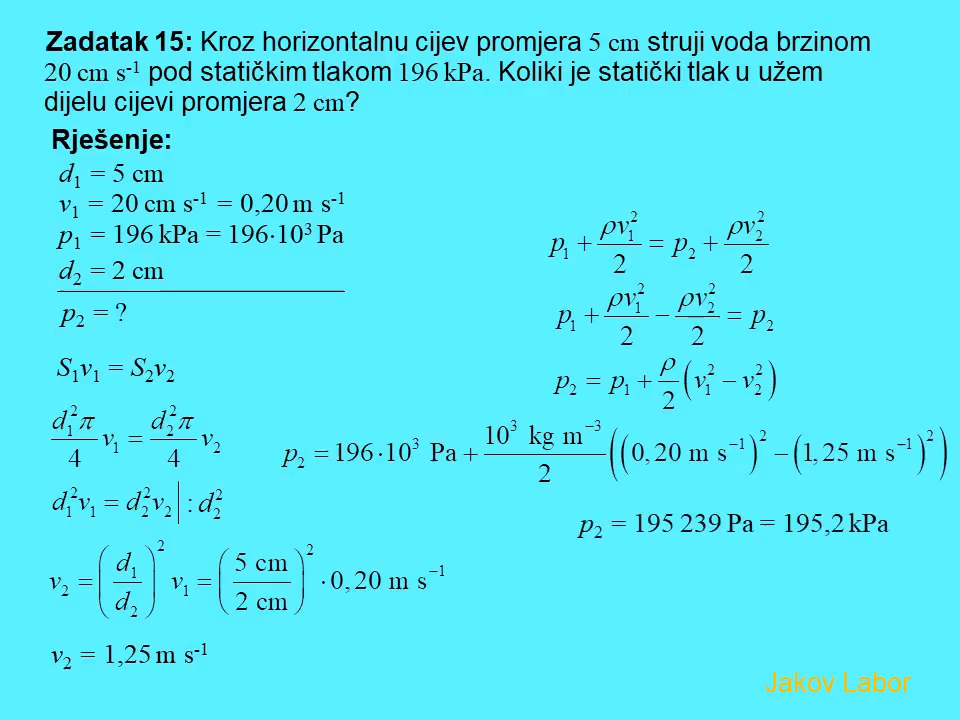 Zadatak 15: Kroz horizontalnu cijev promjera 5 cm struji voda brzinom
20 cm s⁻¹ pod statičkim tlakom 196 kPa. Koliki je statički tlak u užem
dijelu cijevi promjera 2 cm?
Rješenje:
d₁ = 5 cm
v₁ = 20 cm s⁻¹ = 0,20 m s⁻¹
p₁ = 196 kPa = 196·10³ Pa
d₂ = 2 cm
p₂ = ?
S₁v₁ = S₂v₂
d₁²π/4 v₁ = d₂²π/4 v₂
d₁²v₁ = d₂²v₂ | : d₂²
v₂ = (d₁/d₂)² v₁ = (5 cm/2 cm)² · 0,20 m s⁻¹
v₂ = 1,25 m s⁻¹
p₁ + ρv₁²/2 = p₂ + ρv₂²/2
p₁ + ρv₁²/2 − ρv₂²/2 = p₂
p₂ = p₁ + ρ/2 (v₁² − v₂²)
p₂ = 196·10³ Pa + 10³ kg m⁻³/2 ((0,20 m s⁻¹)² − (1,25 m s⁻¹)²)
p₂ = 195 239 Pa = 195,2 kPa
Jakov Labor